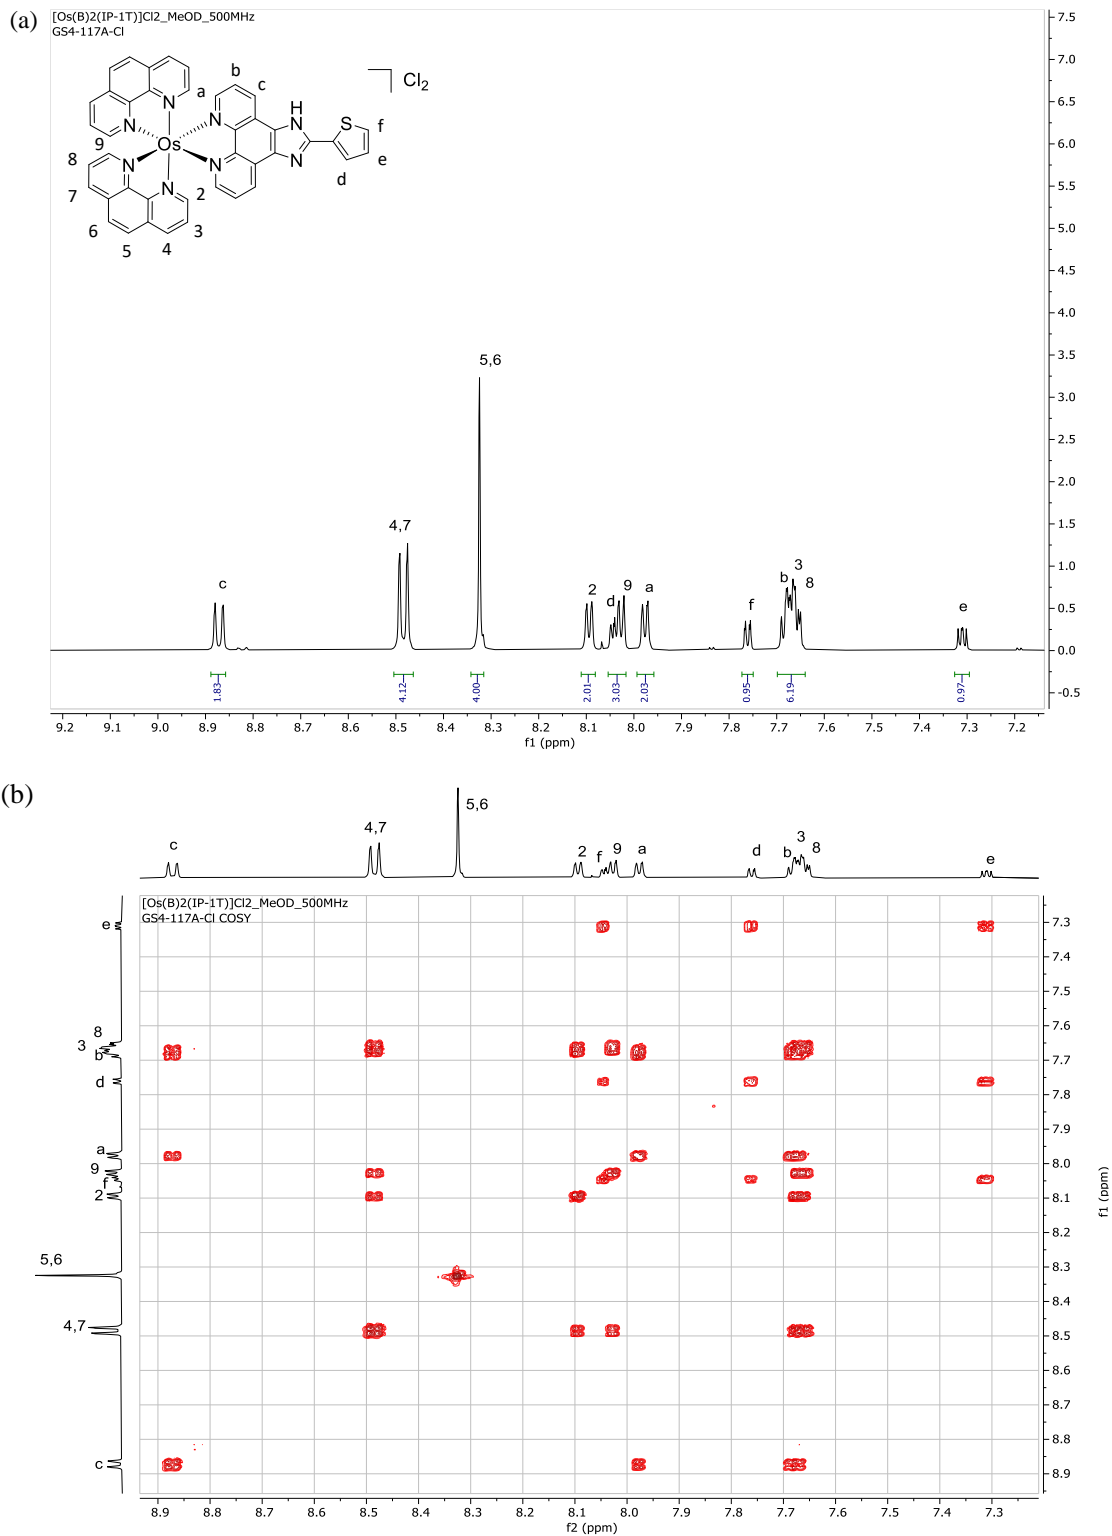 (a)
[Os(B)2(IP-1T)]Cl2_MeOD_500MHz
GS4-117A-Cl
Cl2
b
c
a
N
N
N
H
N
S
f
9
N
Os
e
8
N
N
N
d
7
N
2
6
3
5
4
5,6
4,7
c
2
d
9
a
f
b
3
8
e
1.83
4.12
4.00
2.01
3.03
2.03
0.95
6.19
0.97
7.5
7.0
6.5
6.0
5.5
5.0
4.5
4.0
3.5
3.0
2.5
2.0
1.5
1.0
0.5
0.0
-0.5
9.2 9.1 9.0 8.9 8.8 8.7 8.6 8.5 8.4 8.3 8.2 8.1 8.0 7.9 7.8 7.7 7.6 7.5 7.4 7.3 7.2
f1 (ppm)
(b)
c
4,7
5,6
2
f
9
a
d
b
3
8
e
[Os(B)2(IP-1T)]Cl2_MeOD_500MHz
GS4-117A-Cl COSY
e
8
3
b
d
a
9
f
2
5,6
4,7
c
7.3
7.4
7.5
7.6
7.7
7.8
7.9
8.0
8.1
8.2
8.3
8.4
8.5
8.6
8.7
8.8
8.9
f1 (ppm)
8.9 8.8 8.7 8.6 8.5 8.4 8.3 8.2 8.1 8.0 7.9 7.8 7.7 7.6 7.5 7.4 7.3
f2 (ppm)